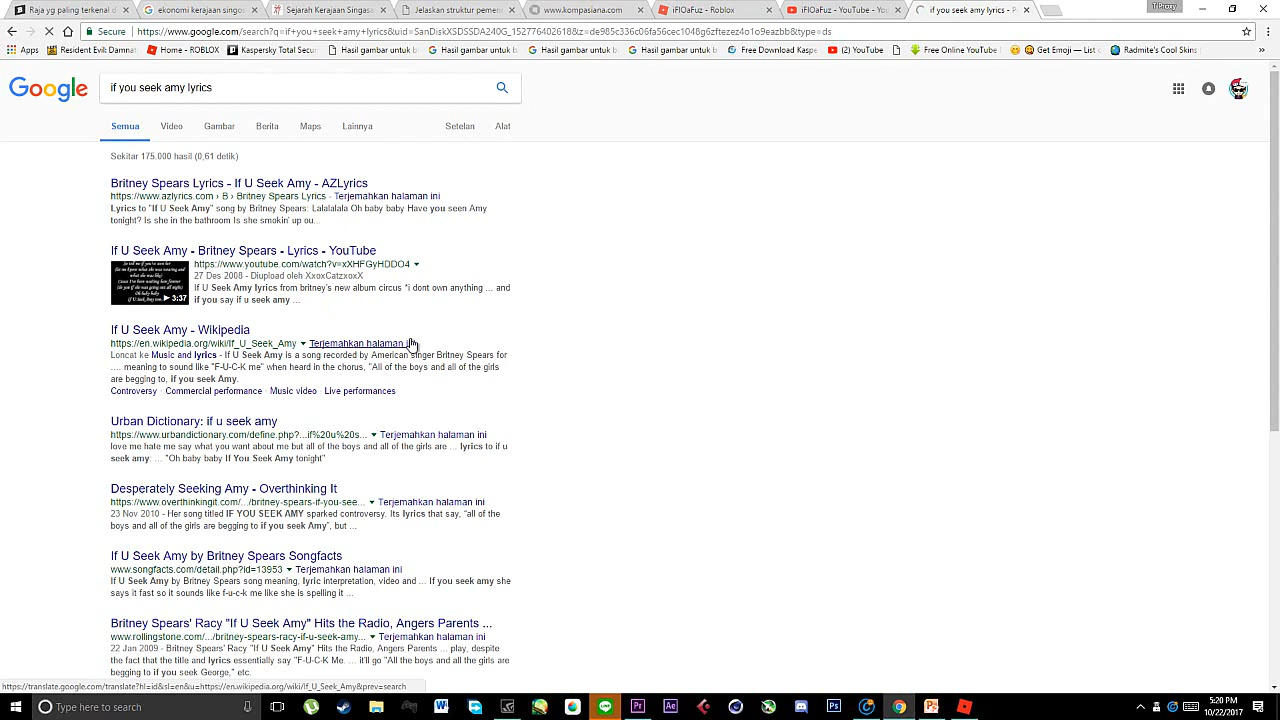 Raja yg paling terkenal d
ekonomi kerajaan singos
Sejarah Kerajaan Singasa
Jelaskan struktur pemerin
www.kompasiana.com
iFlOaFuz - Roblox
iFlOaFuz - YouTube - Yo
if you seek amy lyrics - P
Secure
https://www.google.com/search?q=if+you+seek+amy+lyrics&uid=SanDiskXSDSSDA240G_1527764026188&z=de985c336c06fa56cec1048g6zftezez4o1o9eazbb&type=ds
Apps
Resident Evil Damnat
Home - ROBLOX
Kaspersky Total Secur
Hasil gambar untuk
Hasil gambar untuk b
Hasil gambar untuk
Hasil gambar untuk
Free Download Kaspe
(1) YouTube
Free Online YouTube
Get Emoji — List
Radmite's Cool Skins
Google
if you seek amy lyrics
Semua
Video
Gambar
Berita
Maps
Lainnya
Setelan
Alat
Sekitar 175.000 hasil (0,61 detik)
Britney Spears Lyrics - If U Seek Amy - AZLyrics
https://www.azlyrics.com › B › Britney Spears Lyrics - Terjemahkan halaman ini
Lyrics to "If U Seek Amy" song by Britney Spears: Lalalalala Oh baby baby Have you seen Amy
tonight? Is she in the bathroom Is she smokin' up ou...
If U Seek Amy - Britney Spears - Lyrics - YouTube
https://www.youtube.com/watch?v=xXHFGyHDDO4
27 Des 2008 - Diupload oleh XxoxCatzxoxX
If U Seek Amy lyrics from britney's new album circus *i dont own anything ... and
if you say if u seek amy ...
3:37
If U Seek Amy - Wikipedia
https://en.wikipedia.org/wiki/If_U_Seek_Amy Terjemahkan halaman
Loncat ke Music and lyrics - If U Seek Amy is a song recorded by American singer Britney Spears for
.... meaning to sound like "F-U-C-K me" when heard in the chorus, "All of the boys and all of the girls
are begging to, if you seek Amy.
Controversy · Commercial performance · Music video · Live performances
Urban Dictionary: if u seek amy
https://www.urbandictionary.com/define.php?...if%20u%20s... Terjemahkan halaman ini
love me hate me say what you want about me but all of the boys and all of the girls are ... lyrics to if u
seek amy: ... "Oh baby baby If You Seek Amy tonight"
Desperately Seeking Amy - Overthinking It
https://www.overthinkingit.com/.../britney-spears-if-you-see... Terjemahkan halaman ini
23 Nov 2010 - Her song titled IF YOU SEEK AMY sparked controversy. Its lyrics that say, "all of the
boys and all of the girls are begging to if you seek Amy", but ...
If U Seek Amy by Britney Spears Songfacts
www.songfacts.com/detail.php?id=13953 Terjemahkan halaman ini
If U Seek Amy by Britney Spears song meaning, lyric interpretation, video and ... If you seek amy she
says it fast so it sounds like f-u-c-k me like she is spelling it ...
Britney Spears' Racy "If U Seek Amy" Hits the Radio, Angers Parents ...
www.rollingstone.com/.../britney-spears-racy-if-u-seek-amy... Terjemahkan halaman ini
22 Jan 2009 - Britney Spears' Racy "If U Seek Amy" Hits the Radio, Angers Parents ... play, despite
the fact that the title and lyrics essentially say "F-U-C-K Me. ... it'll go "All the boys and all the girls are
begging to if you seek George," etc.
https://translate.google.com/translate?hl=id&sl=en&u=https://en.wikipedia.org/wiki/If_U_Seek_Amy&prev=search
Type here to search
5:20 PM
10/22/2017